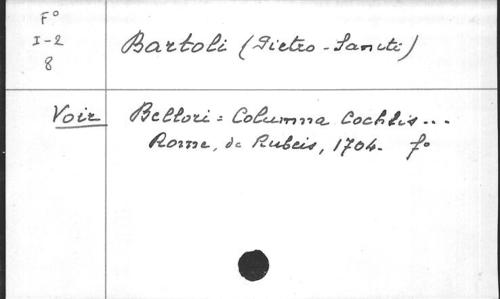 F°
I-2
8
Bartoli (Pietro-Sancti)
Voir Bellori: Columna Cochlis...
Rome, de Rubeis, 1704. f°